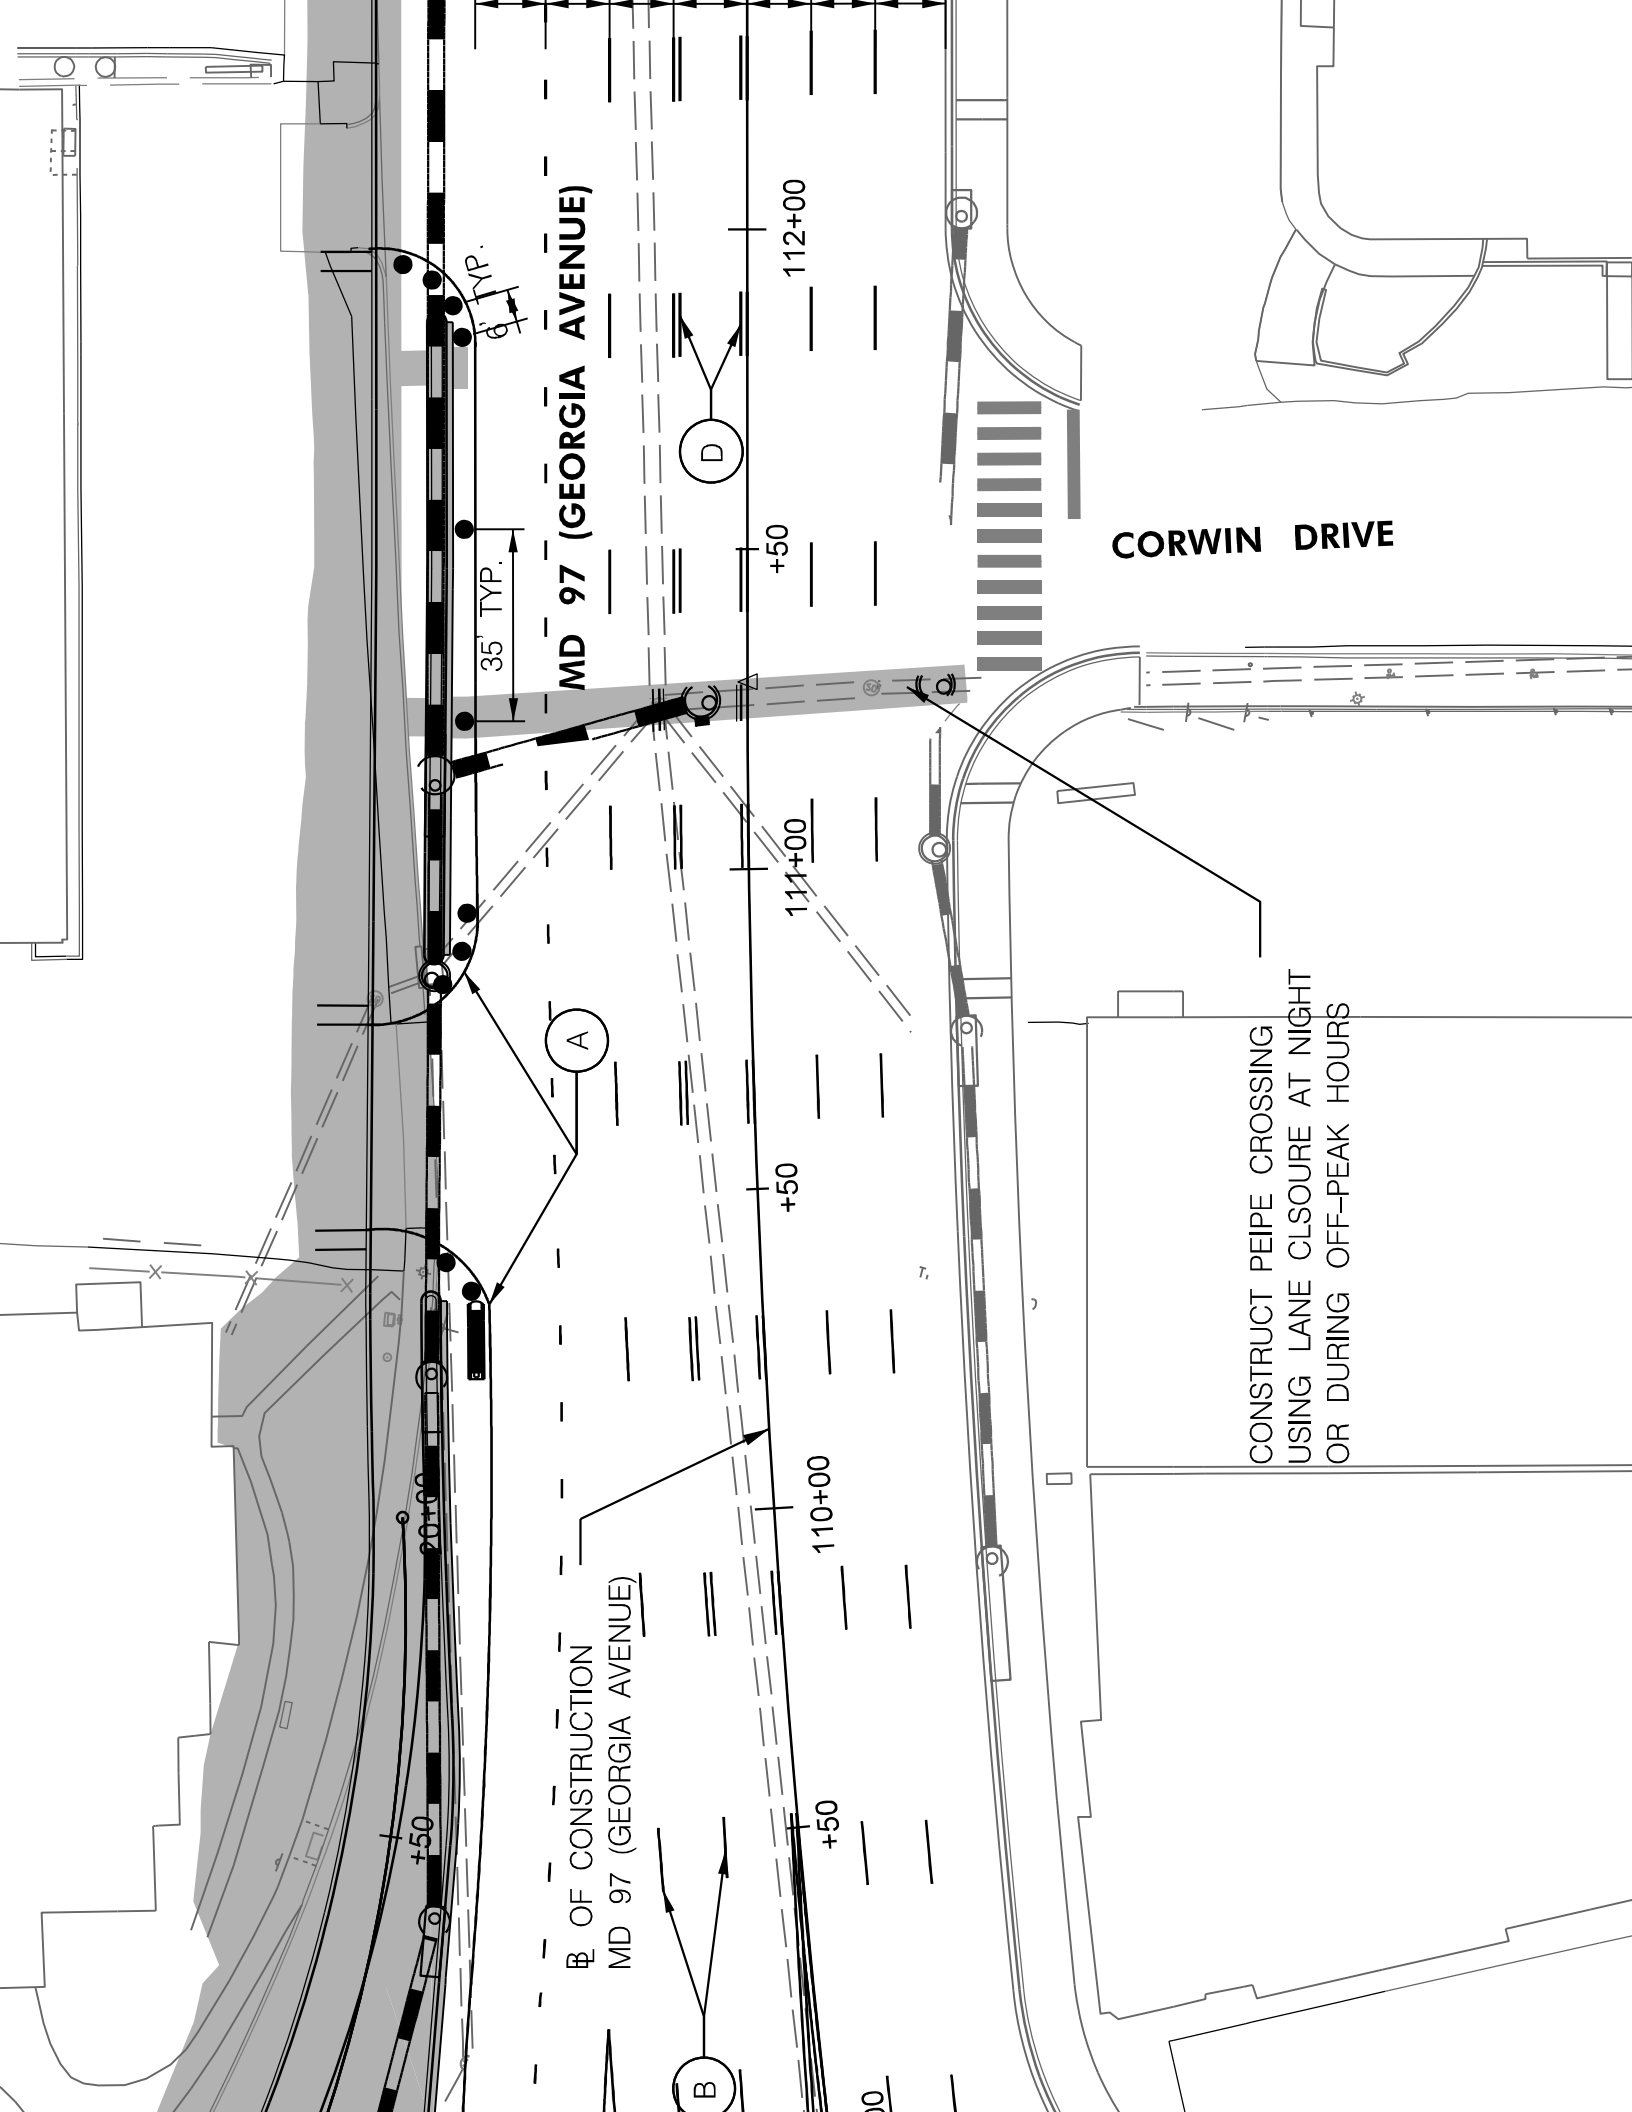 MD 97 (GEORGIA AVENUE)
CORWIN DRIVE
6' TYP.
35' TYP.
112+00
+50
111+00
+50
110+00
+50
00
20+00
+50
D
A
B
℄ OF CONSTRUCTION
MD 97 (GEORGIA AVENUE)
CONSTRUCT PEIPE CROSSING
USING LANE CLSOURE AT NIGHT
OR DURING OFF-PEAK HOURS